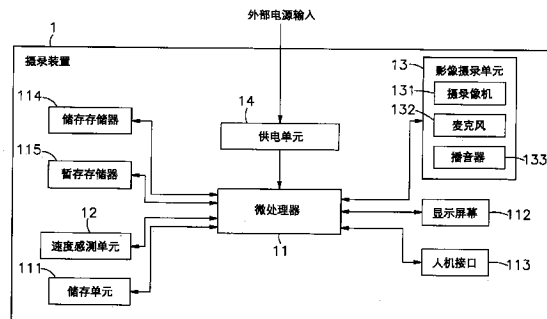 外部电源输入
1
摄录装置
13
影像摄录单元
131
摄录像机
132
麦克风
播音器
133
114
储存存储器
14
供电单元
115
暂存存储器
微处理器
11
12
速度感测单元
111
储存单元
显示屏幕
112
人机接口
113